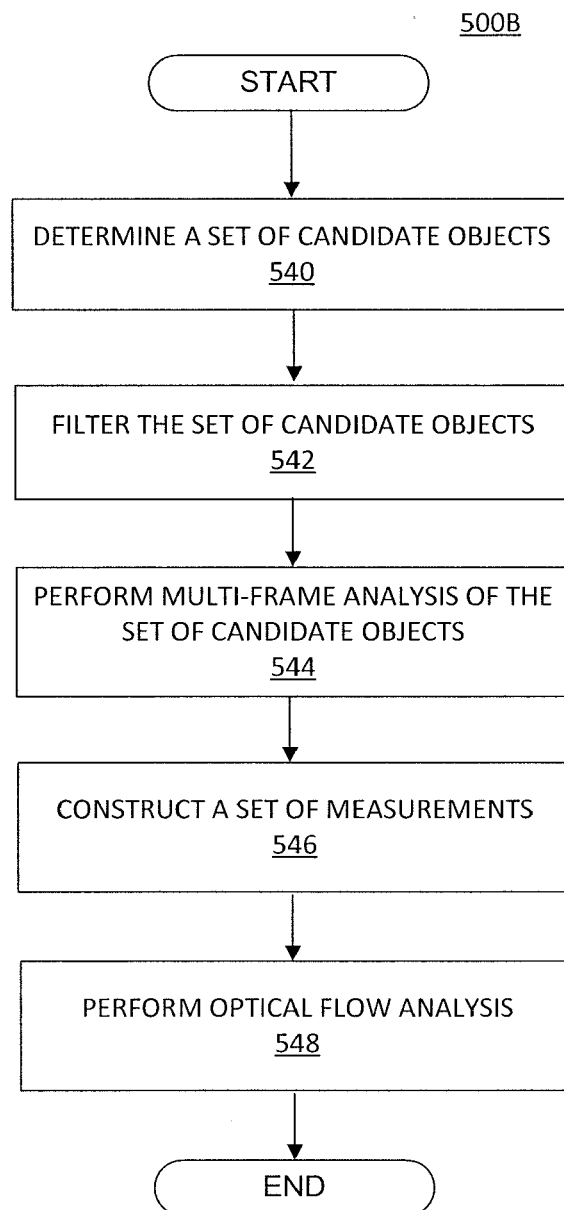 500B
START
DETERMINE A SET OF CANDIDATE OBJECTS
540
FILTER THE SET OF CANDIDATE OBJECTS
542
PERFORM MULTI-FRAME ANALYSIS OF THE
SET OF CANDIDATE OBJECTS
544
CONSTRUCT A SET OF MEASUREMENTS
546
PERFORM OPTICAL FLOW ANALYSIS
548
END